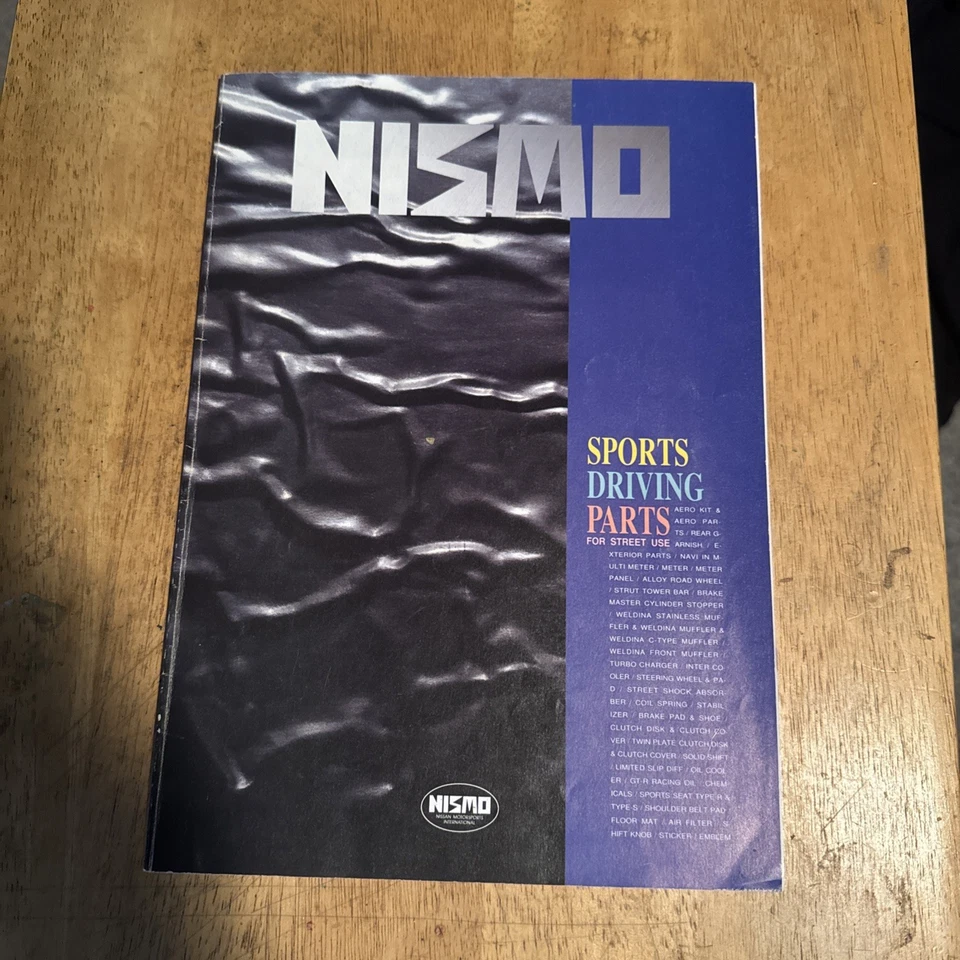 NISMO
SPORTS
DRIVING
PARTS
FOR STREET USE
AERO KIT &
AERO PAR-
TS / REAR G-
ARNISH / E-
XTERIOR PARTS / NAVI IN M-
ULTI METER / METER / METER
PANEL / ALLOY ROAD WHEEL
/ STRUT TOWER BAR / BRAKE
MASTER CYLINDER STOPPER
/ WELDINA STAINLESS MUF-
FLER & WELDINA MUFFLER &
WELDINA C-TYPE MUFFLER /
WELDINA FRONT MUFFLER /
TURBO CHARGER / INTER CO-
OLER / STEERING WHEEL & PA-
D / STREET SHOCK ABSOR-
BER / COIL SPRING / STABIL-
IZER / BRAKE PAD & SHOE /
CLUTCH DISK & CLUTCH CO-
VER / TWIN PLATE CLUTCH DISK
& CLUTCH COVER / SOLID SHIFT
/ LIMITED SLIP DIFF / OIL COOL-
ER / GT-R RACING OIL / CHEM-
ICALS / SPORTS SEAT TYPE-R &
TYPE-S / SHOULDER BELT PAD /
FLOOR MAT / AIR FILTER / S-
HIFT KNOB / STICKER / EMBLEM
NISMO
NISSAN MOTORSPORTS
INTERNATIONAL